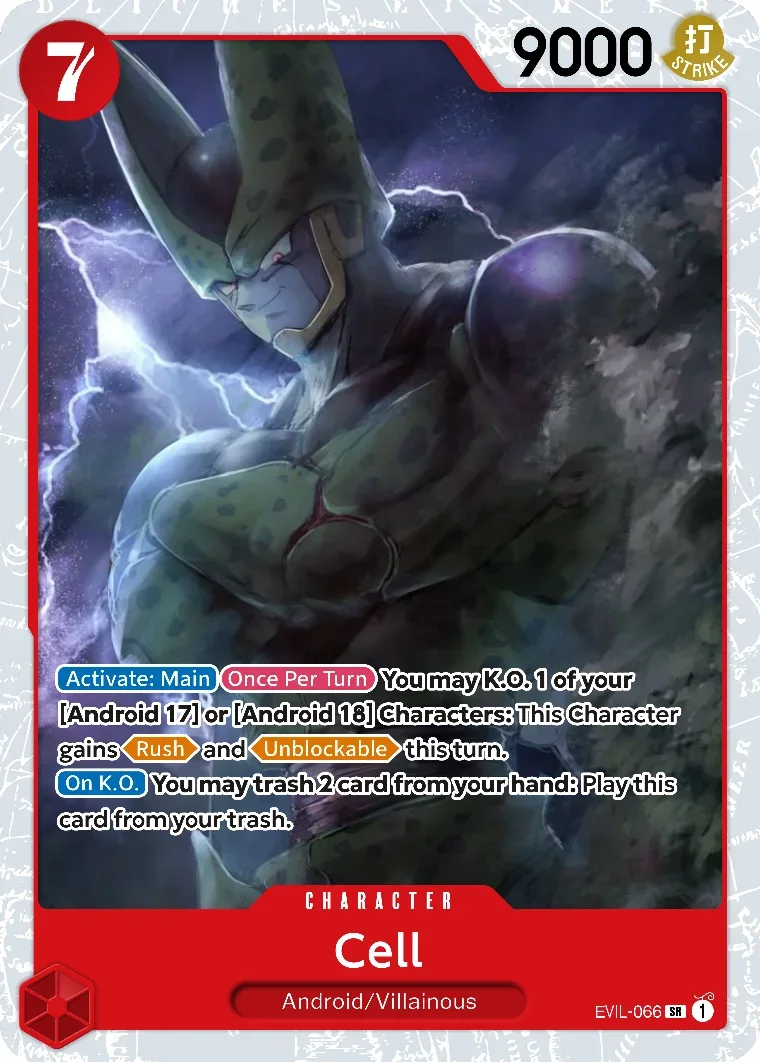 7
9000
打
STRIKE
Activate: Main Once Per Turn You may K.O. 1 of your
[Android 17] or [Android 18] Characters: This Character
gains Rush and Unblockable this turn.
On K.O. You may trash 2 card from your hand: Play this
card from your trash.
CHARACTER
Cell
Android/Villainous
EVIL-066 SR 1